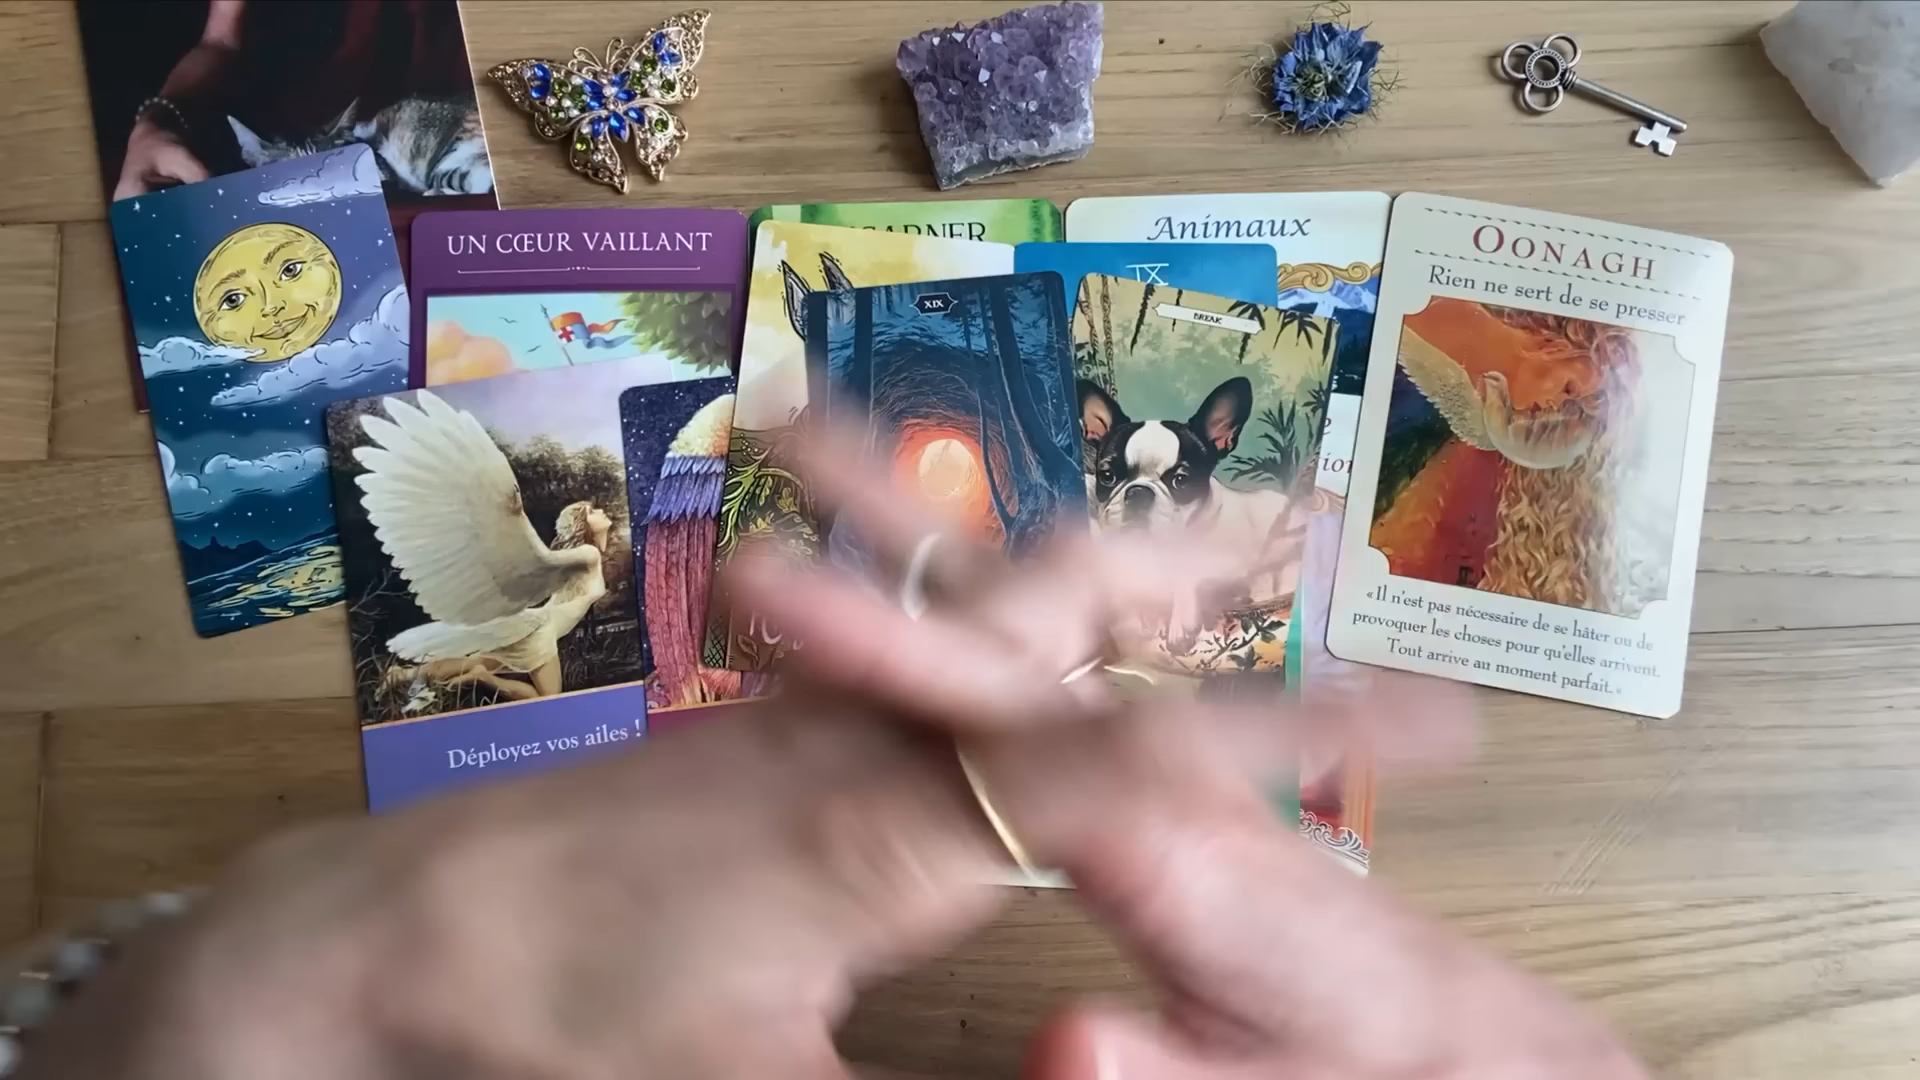 UN CŒUR VAILLANT
Animaux
OONAGH
Rien ne sert de se presser
IX
XIX
BREAK
Déployez vos ailes !
«Il n'est pas nécessaire de se hâter ou de
provoquer les choses pour qu'elles arrivent.
Tout arrive au moment parfait.»